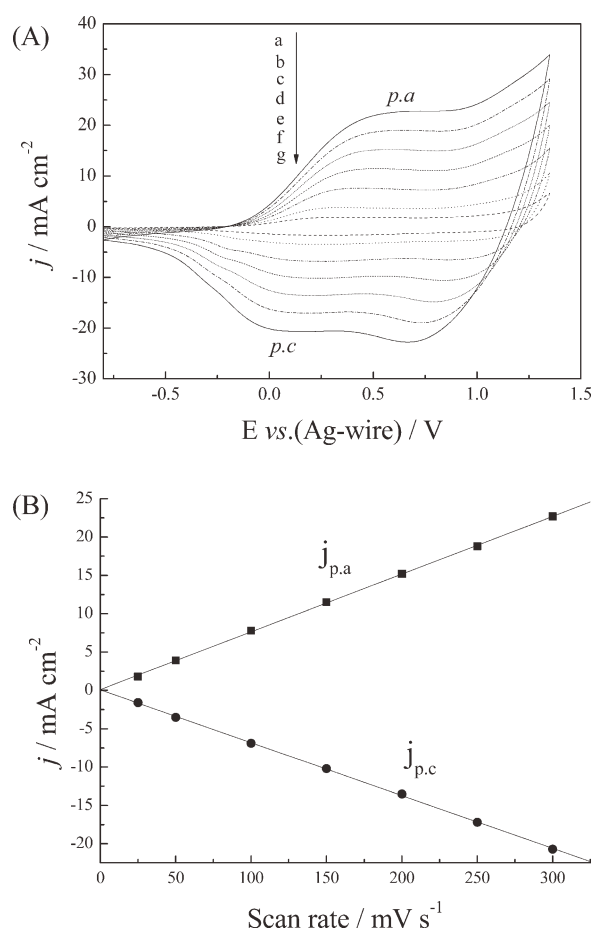 (A)
40
30
20
10
0
-10
-20
-30
j / mA cm-2
a
b
c
d
e
f
g
p.a
p.c
-0.5
0.0
0.5
1.0
1.5
E vs.(Ag-wire) / V
(B)
25
20
15
10
5
0
-5
-10
-15
-20
j / mA cm-2
jp.a
jp.c
0
50
100
150
200
250
300
Scan rate / mV s-1